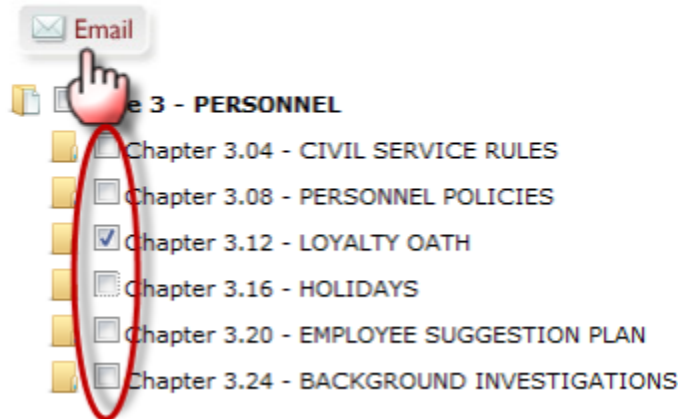 Email
e 3 - PERSONNEL
Chapter 3.04 - CIVIL SERVICE RULES
Chapter 3.08 - PERSONNEL POLICIES
Chapter 3.12 - LOYALTY OATH
Chapter 3.16 - HOLIDAYS
Chapter 3.20 - EMPLOYEE SUGGESTION PLAN
Chapter 3.24 - BACKGROUND INVESTIGATIONS